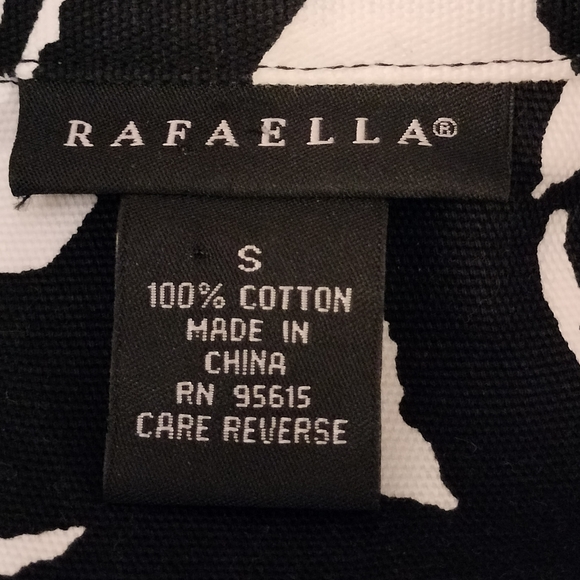 RAFAELLA®
S
100% COTTON
MADE IN
CHINA
RN 95615
CARE REVERSE